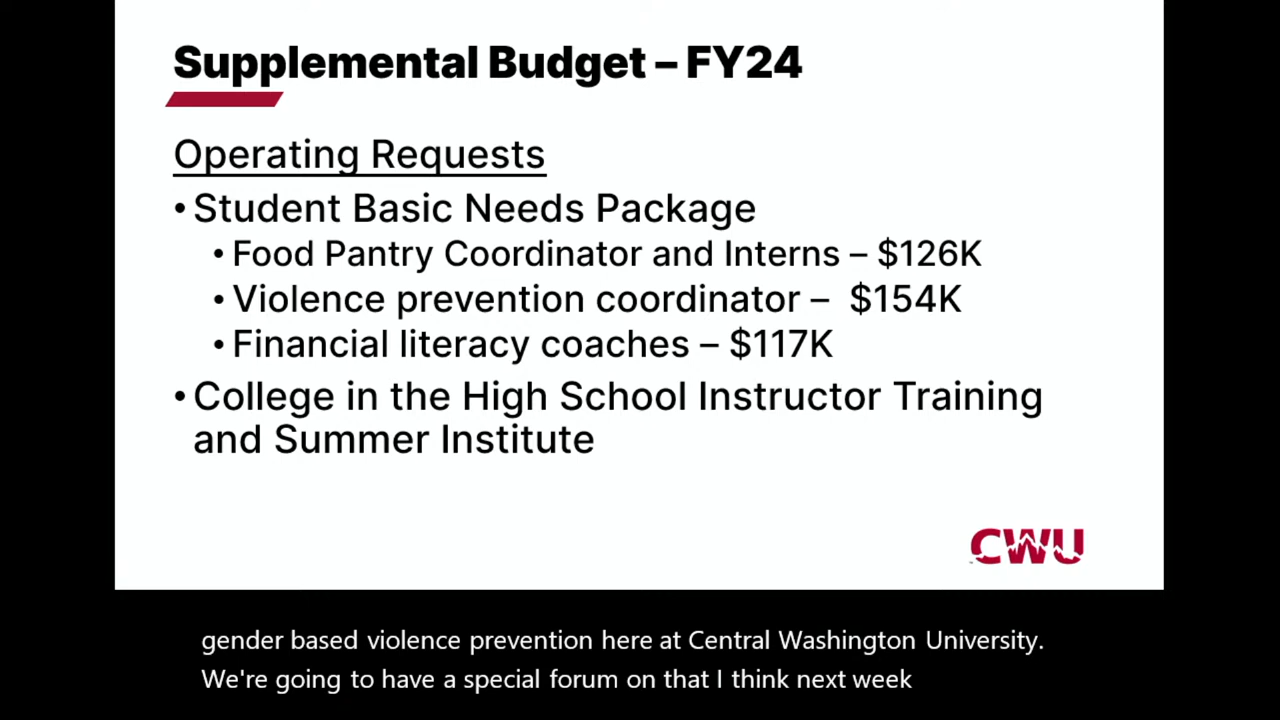 Supplemental Budget – FY24
Operating Requests
• Student Basic Needs Package
• Food Pantry Coordinator and Interns – $126K
• Violence prevention coordinator –  $154K
• Financial literacy coaches – $117K
• College in the High School Instructor Training
and Summer Institute
CWU
gender based violence prevention here at Central Washington University.
We're going to have a special forum on that I think next week